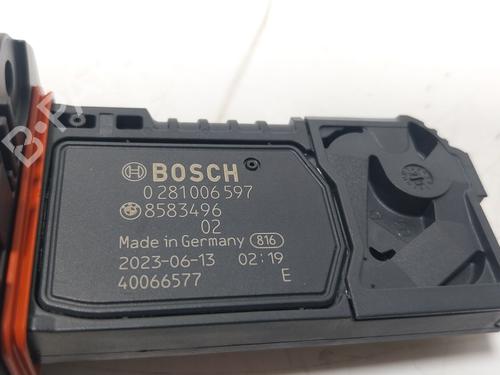 BOSCH
0 281 006 597
8583496
02
Made in Germany 816
2023-06-13 02:19
40066577 E